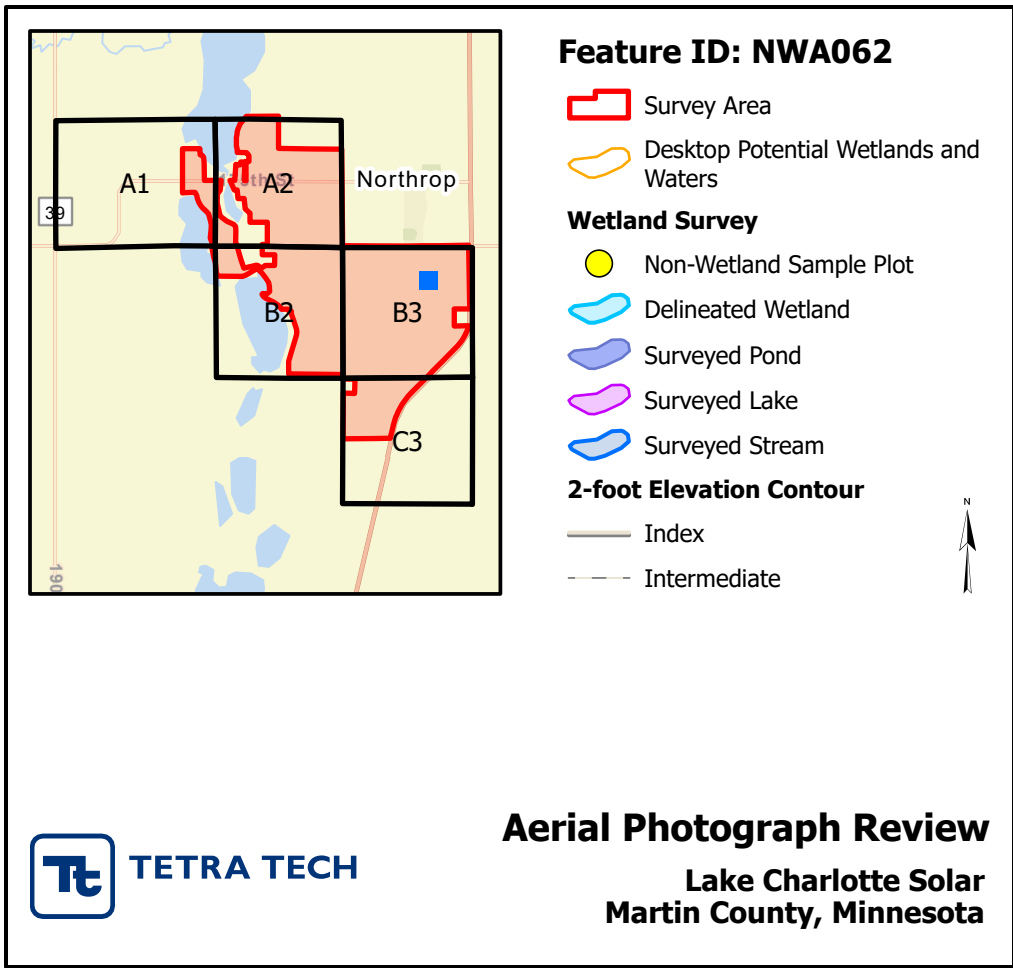 Feature ID: NWA062
Survey Area
Desktop Potential Wetlands and
Waters
Wetland Survey
Non-Wetland Sample Plot
Delineated Wetland
Surveyed Pond
Surveyed Lake
Surveyed Stream
2-foot Elevation Contour
Index
Intermediate
N
A1
A2
Northrop
39
B2
B3
C3
190
Tt
TETRA TECH
Aerial Photograph Review
Lake Charlotte Solar
Martin County, Minnesota